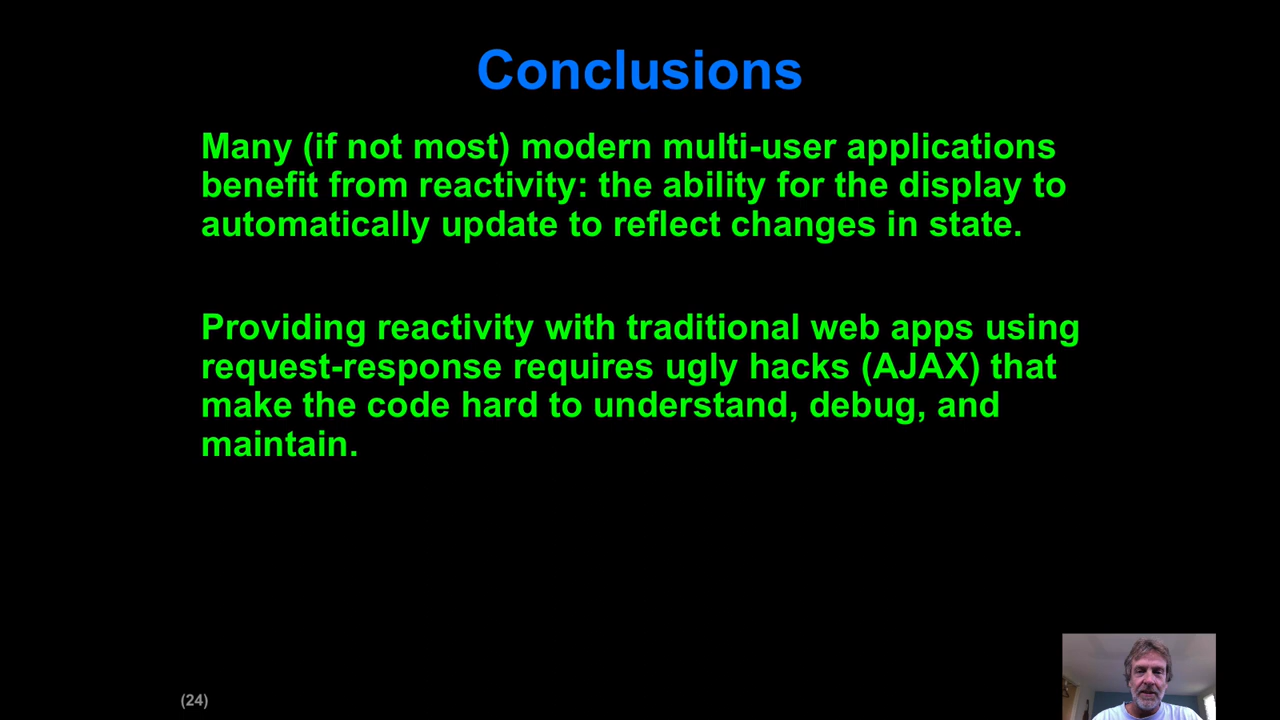 Conclusions
Many (if not most) modern multi-user applications
benefit from reactivity: the ability for the display to
automatically update to reflect changes in state.
Providing reactivity with traditional web apps using
request-response requires ugly hacks (AJAX) that
make the code hard to understand, debug, and
maintain.
(24)